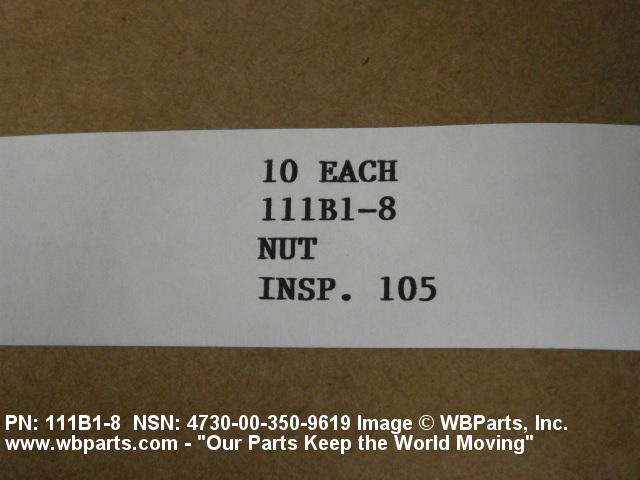 10 EACH
111B1-8
NUT
INSP. 105
PN: 111B1-8  NSN: 4730-00-350-9619 Image © WBParts, Inc.
www.wbparts.com - "Our Parts Keep the World Moving"